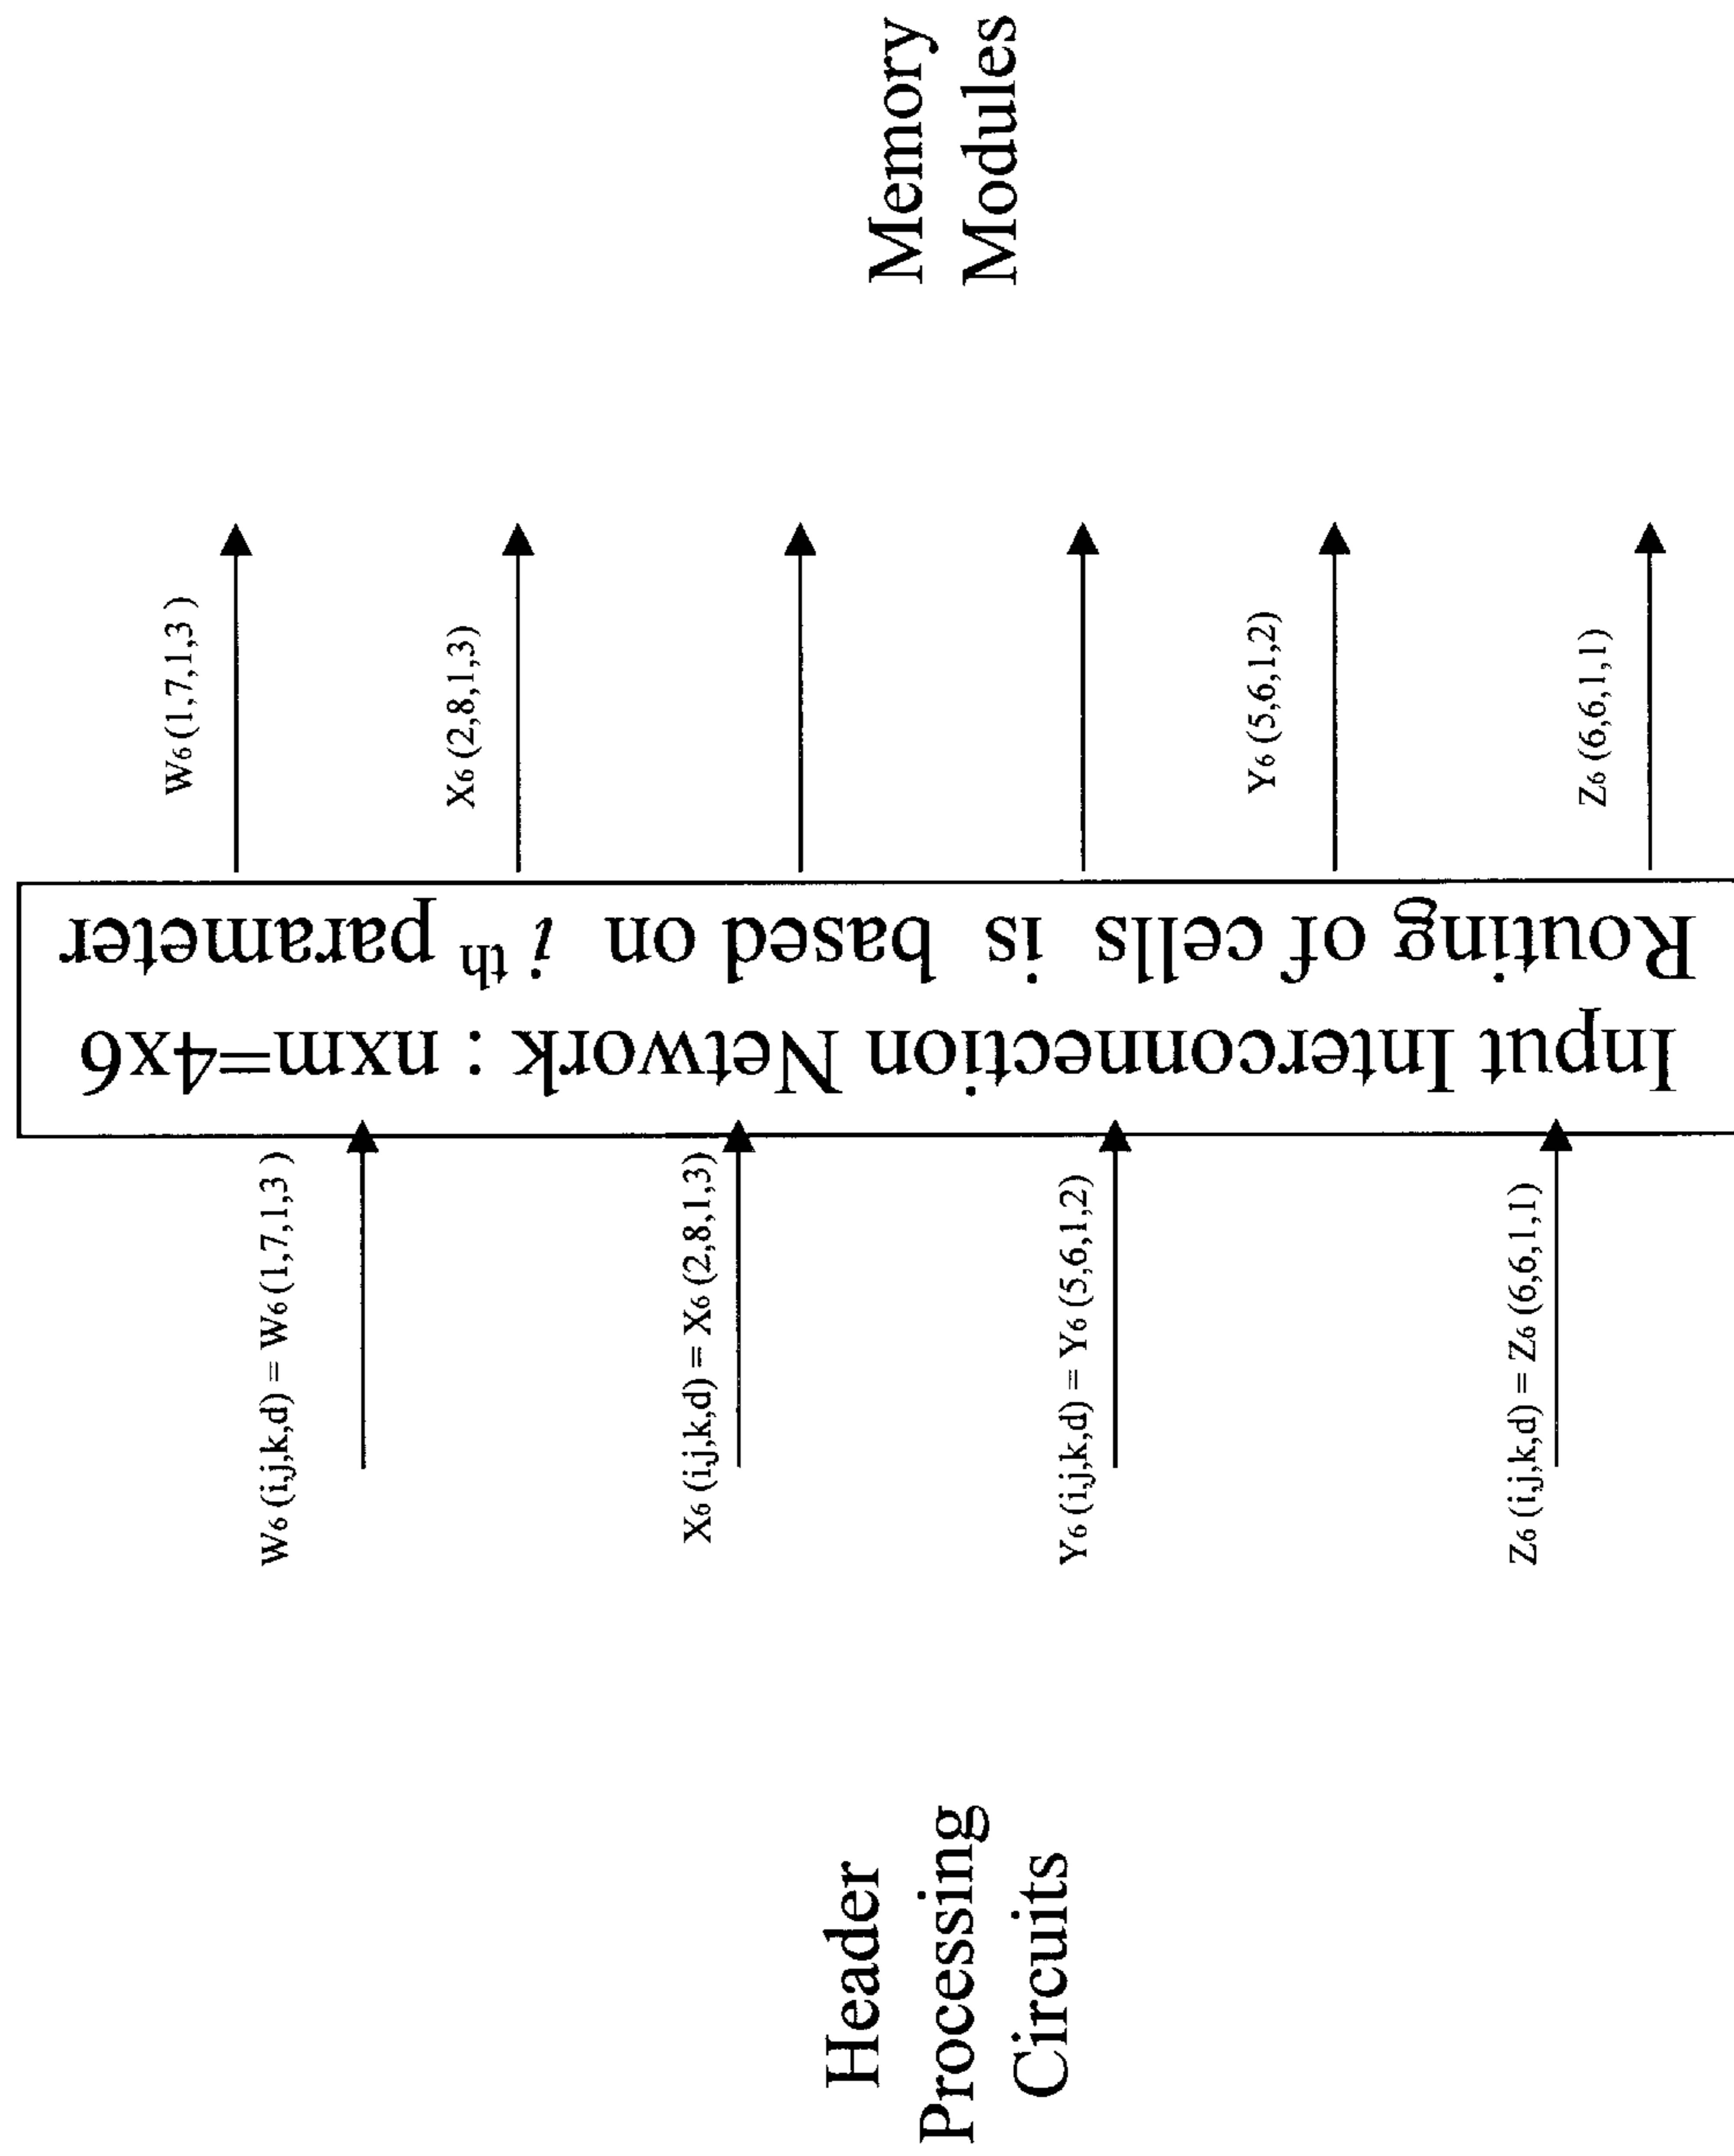 Header
Processing
Circuits
W6 (i,j,k,d) = W6 (1,7,1,3 )
X6 (i,j,k,d) = X6 (2,8,1,3)
Y6 (i,j,k,d) = Y6 (5,6,1,2)
Z6 (i,j,k,d) = Z6 (6,6,1,1)
Input Interconnection Network : nxm=4x6
Routing of cells is based on i th parameter
W6 (1,7,1,3 )
X6 (2,8,1,3)
Y6 (5,6,1,2)
Z6 (6,6,1,1)
Memory
Modules